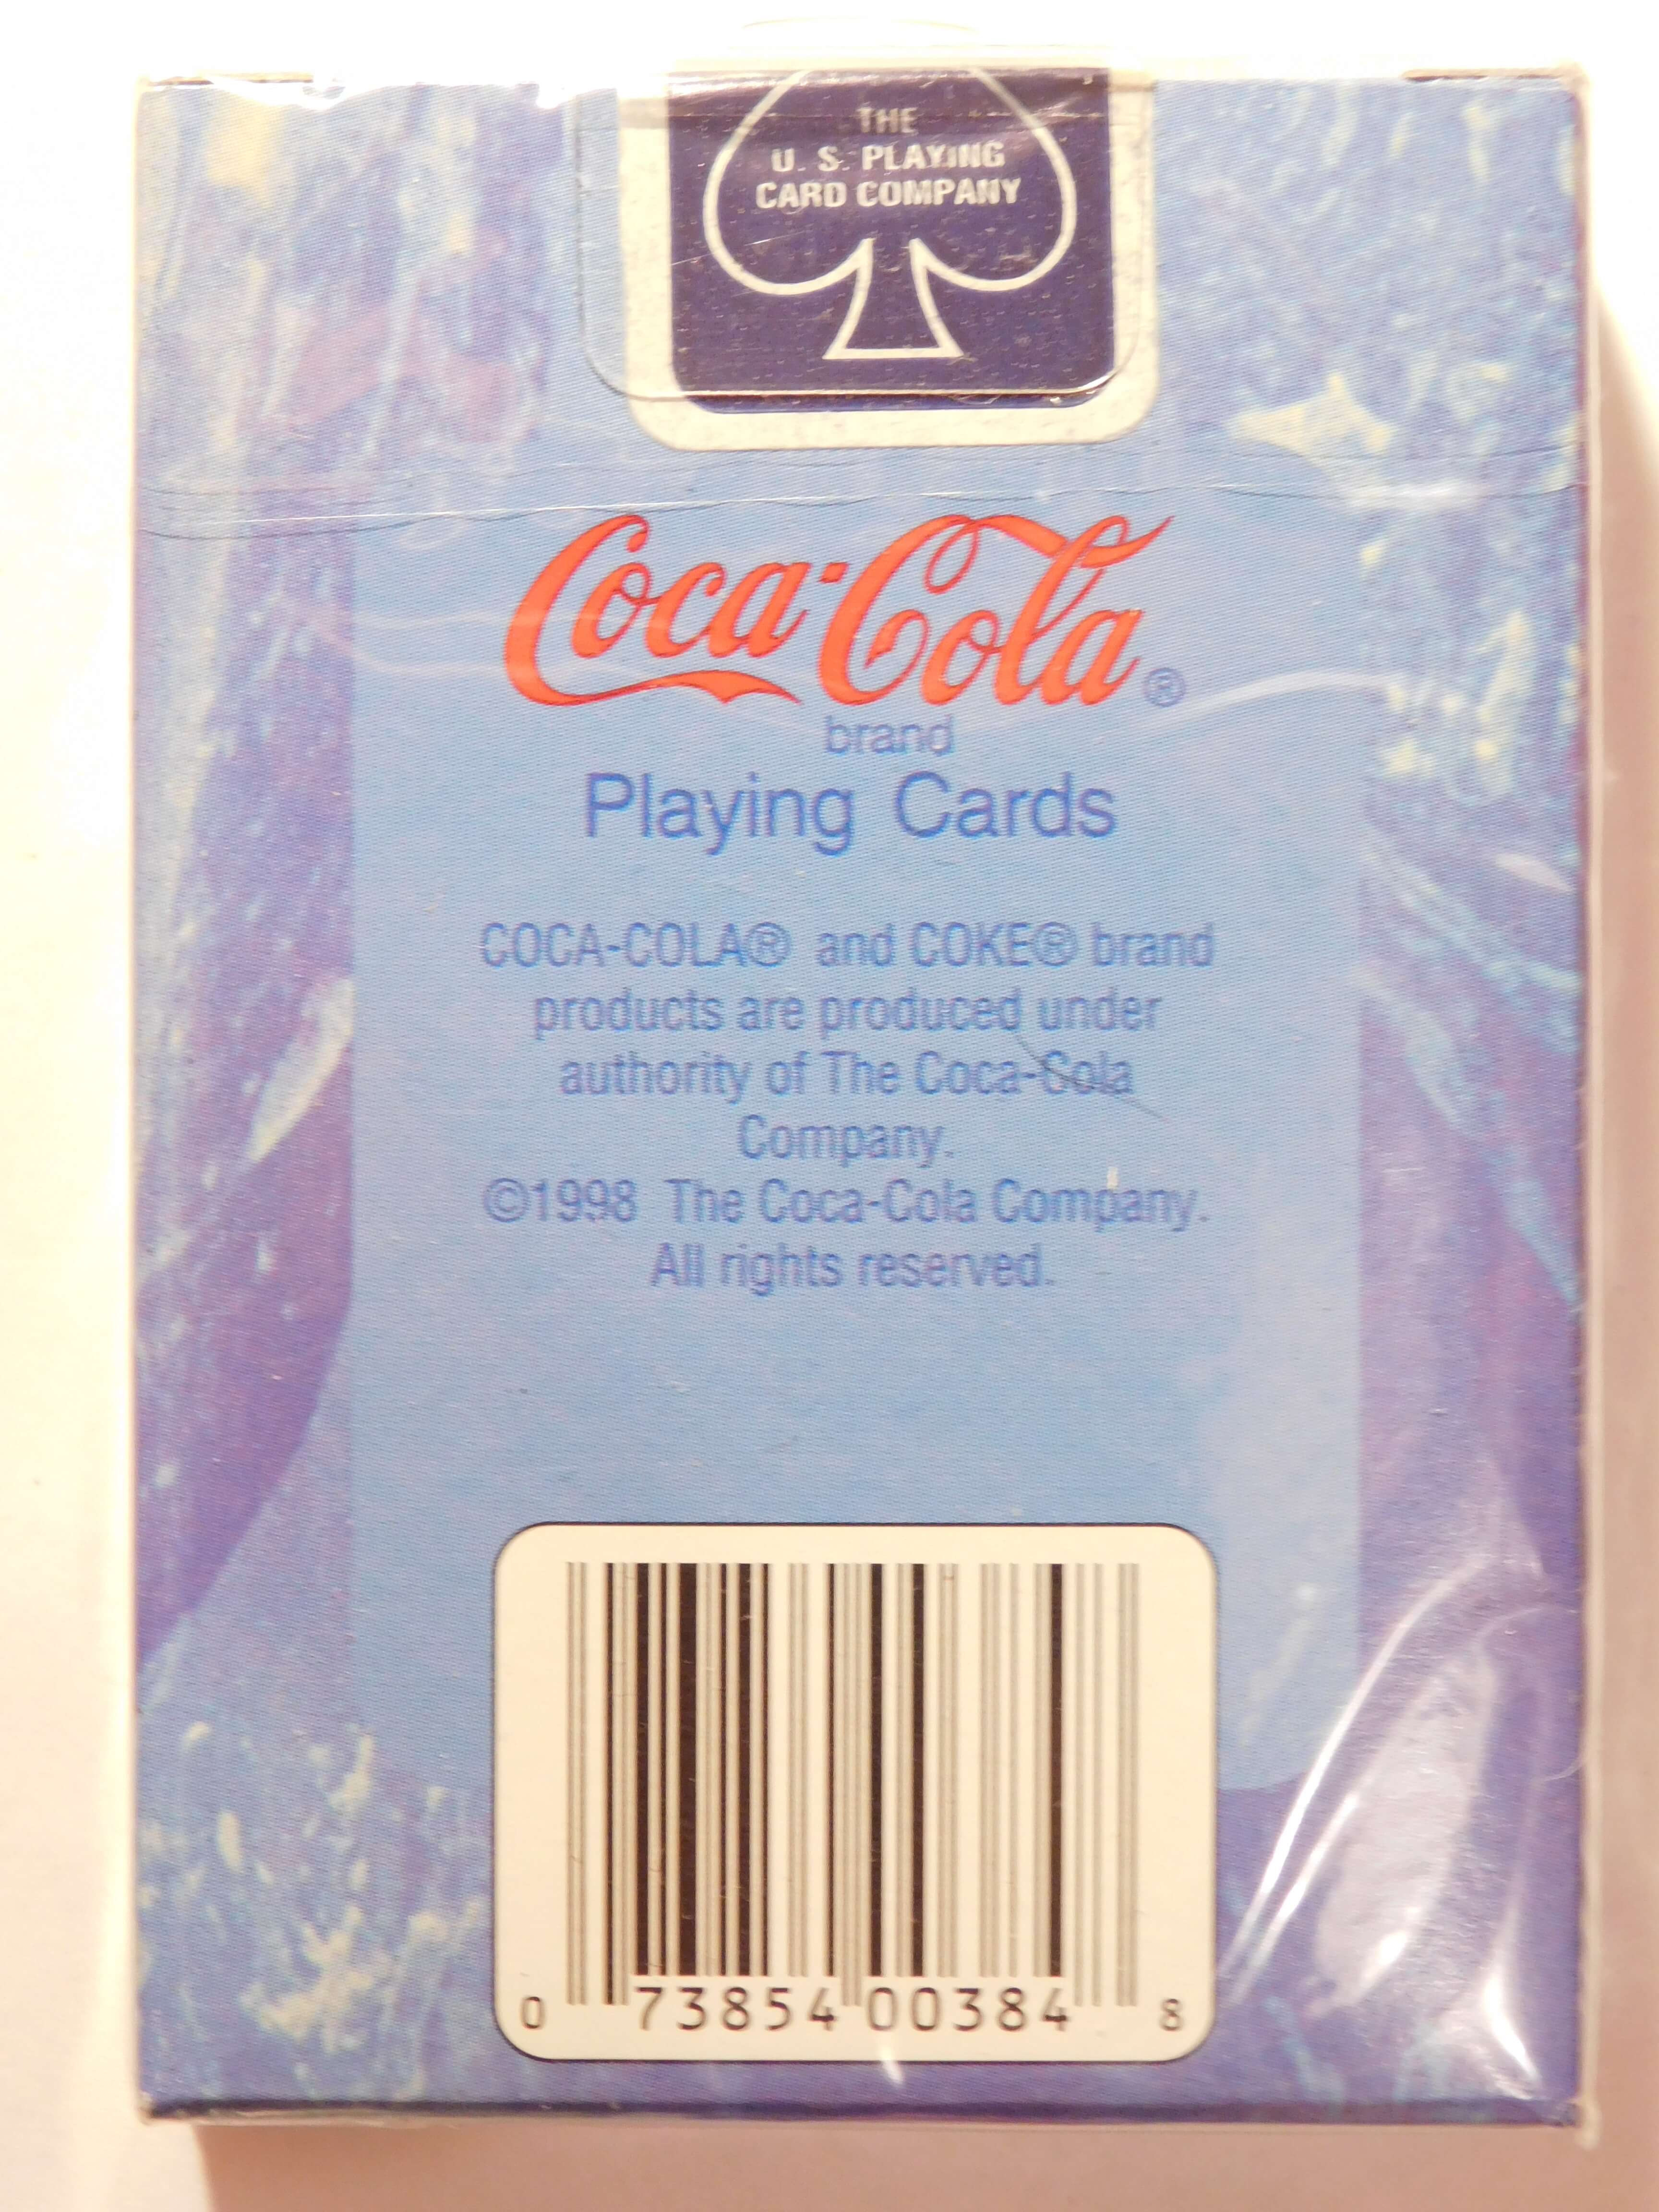 THE
U. S. PLAYING
CARD COMPANY
Coca-Cola®
brand
Playing Cards
COCA-COLA® and COKE® brand
products are produced under
authority of The Coca-Cola
Company.
©1998 The Coca-Cola Company.
All rights reserved.
0 73854 00384 8